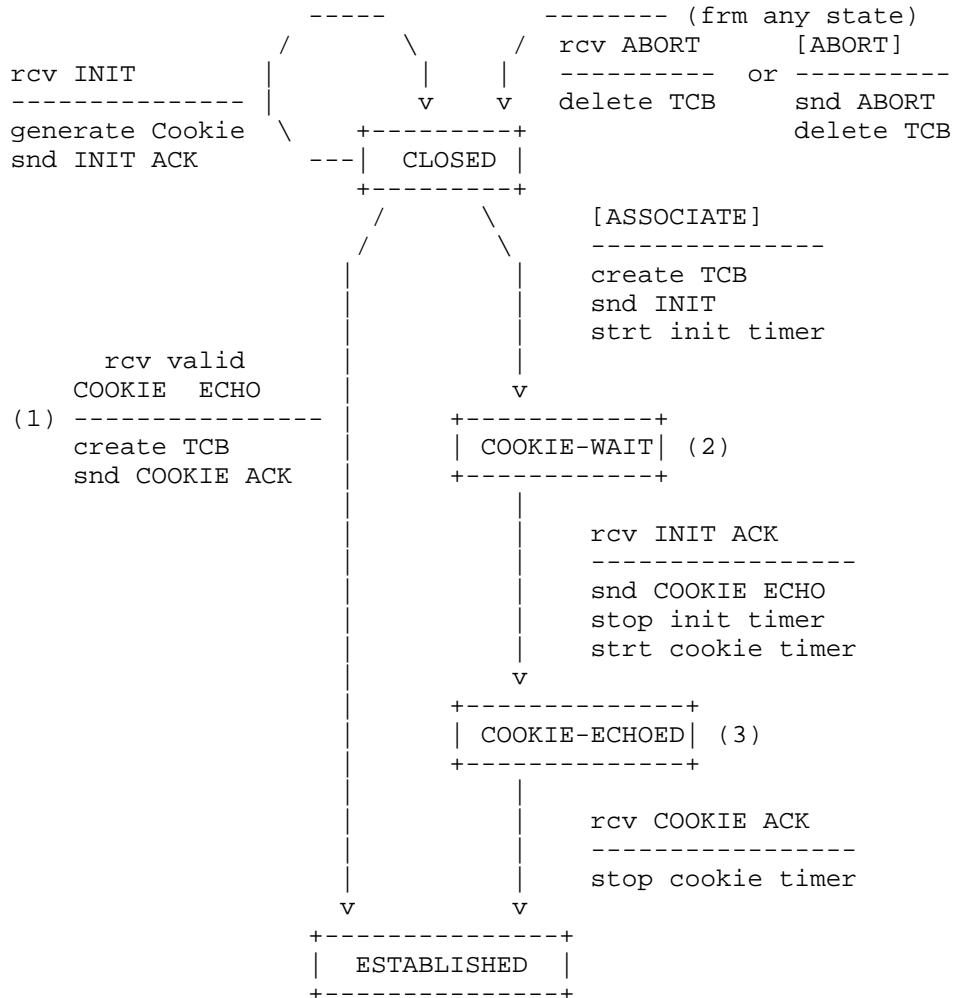 ----- -------- (frm any state)
/ \ / rcv ABORT [ABORT]
rcv INIT | | | ---------- or ----------
--------------- | v v delete TCB snd ABORT
generate Cookie \ +---------+ delete TCB
snd INIT ACK ---| CLOSED |
+---------+
/ \ [ASSOCIATE]
/ \ ---------------
| | create TCB
| | snd INIT
| | strt init timer
rcv valid | |
COOKIE ECHO | v
(1) ---------------- | +------------+
create TCB | | COOKIE-WAIT| (2)
snd COOKIE ACK | +------------+
| |
| | rcv INIT ACK
| | -----------------
| | snd COOKIE ECHO
| | stop init timer
| | strt cookie timer
| v
| +--------------+
| | COOKIE-ECHOED| (3)
| +--------------+
| |
| | rcv COOKIE ACK
| | -----------------
| | stop cookie timer
v v
+---------------+
| ESTABLISHED |
+---------------+